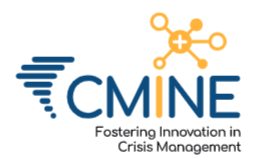 CMINE
Fostering Innovation in
Crisis Management